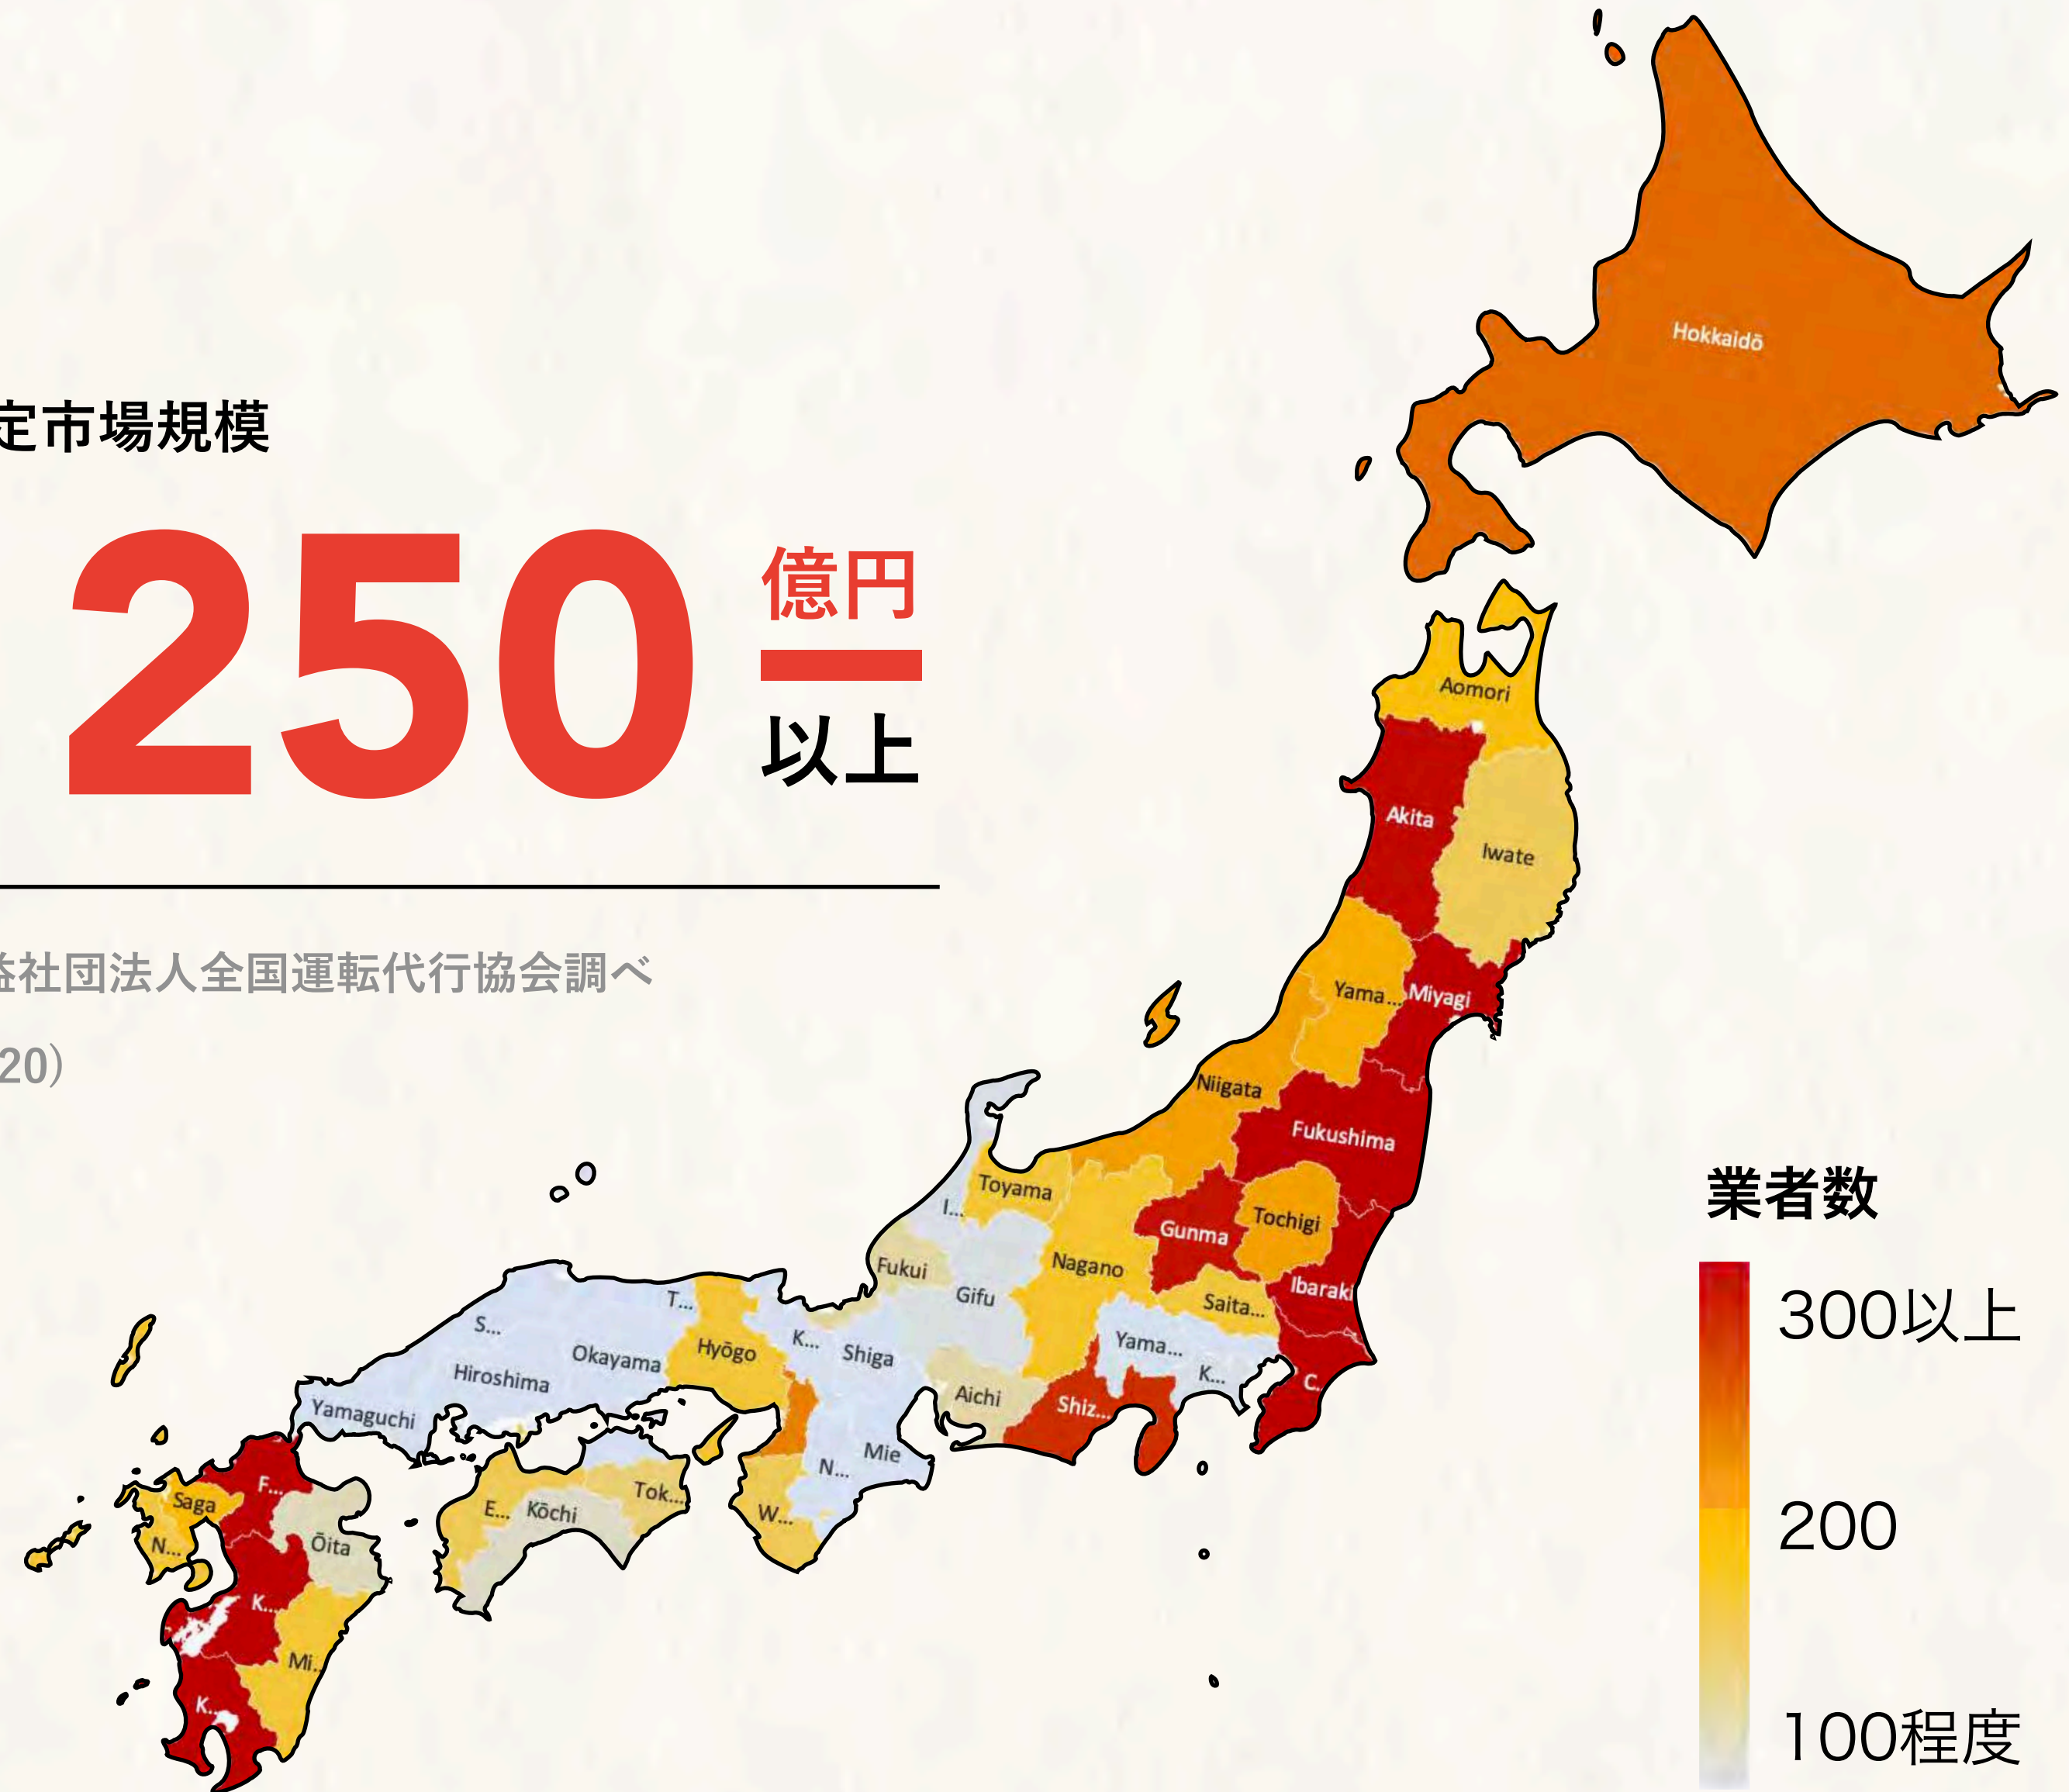 定市場規模
250
億円
以上
益社団法人全国運転代行協会調べ
20)
Hokkaidō
Aomori
Akita
Iwate
Yama...
Miyagi
Niigata
Fukushima
Toyama
I...
Tochigi
Gunma
Nagano
Fukui
Gifu
Ibaraki
Saita...
T...
S...
K...
Shiga
Hyōgo
Okayama
Hiroshima
Yamaguchi
Yama...
K...
C.
Aichi
Shiz...
Mie
N...
W...
Tok...
E...
Kōchi
F...
Saga
N...
Ōita
K...
Mi..
K...
業者数
300以上
200
100程度